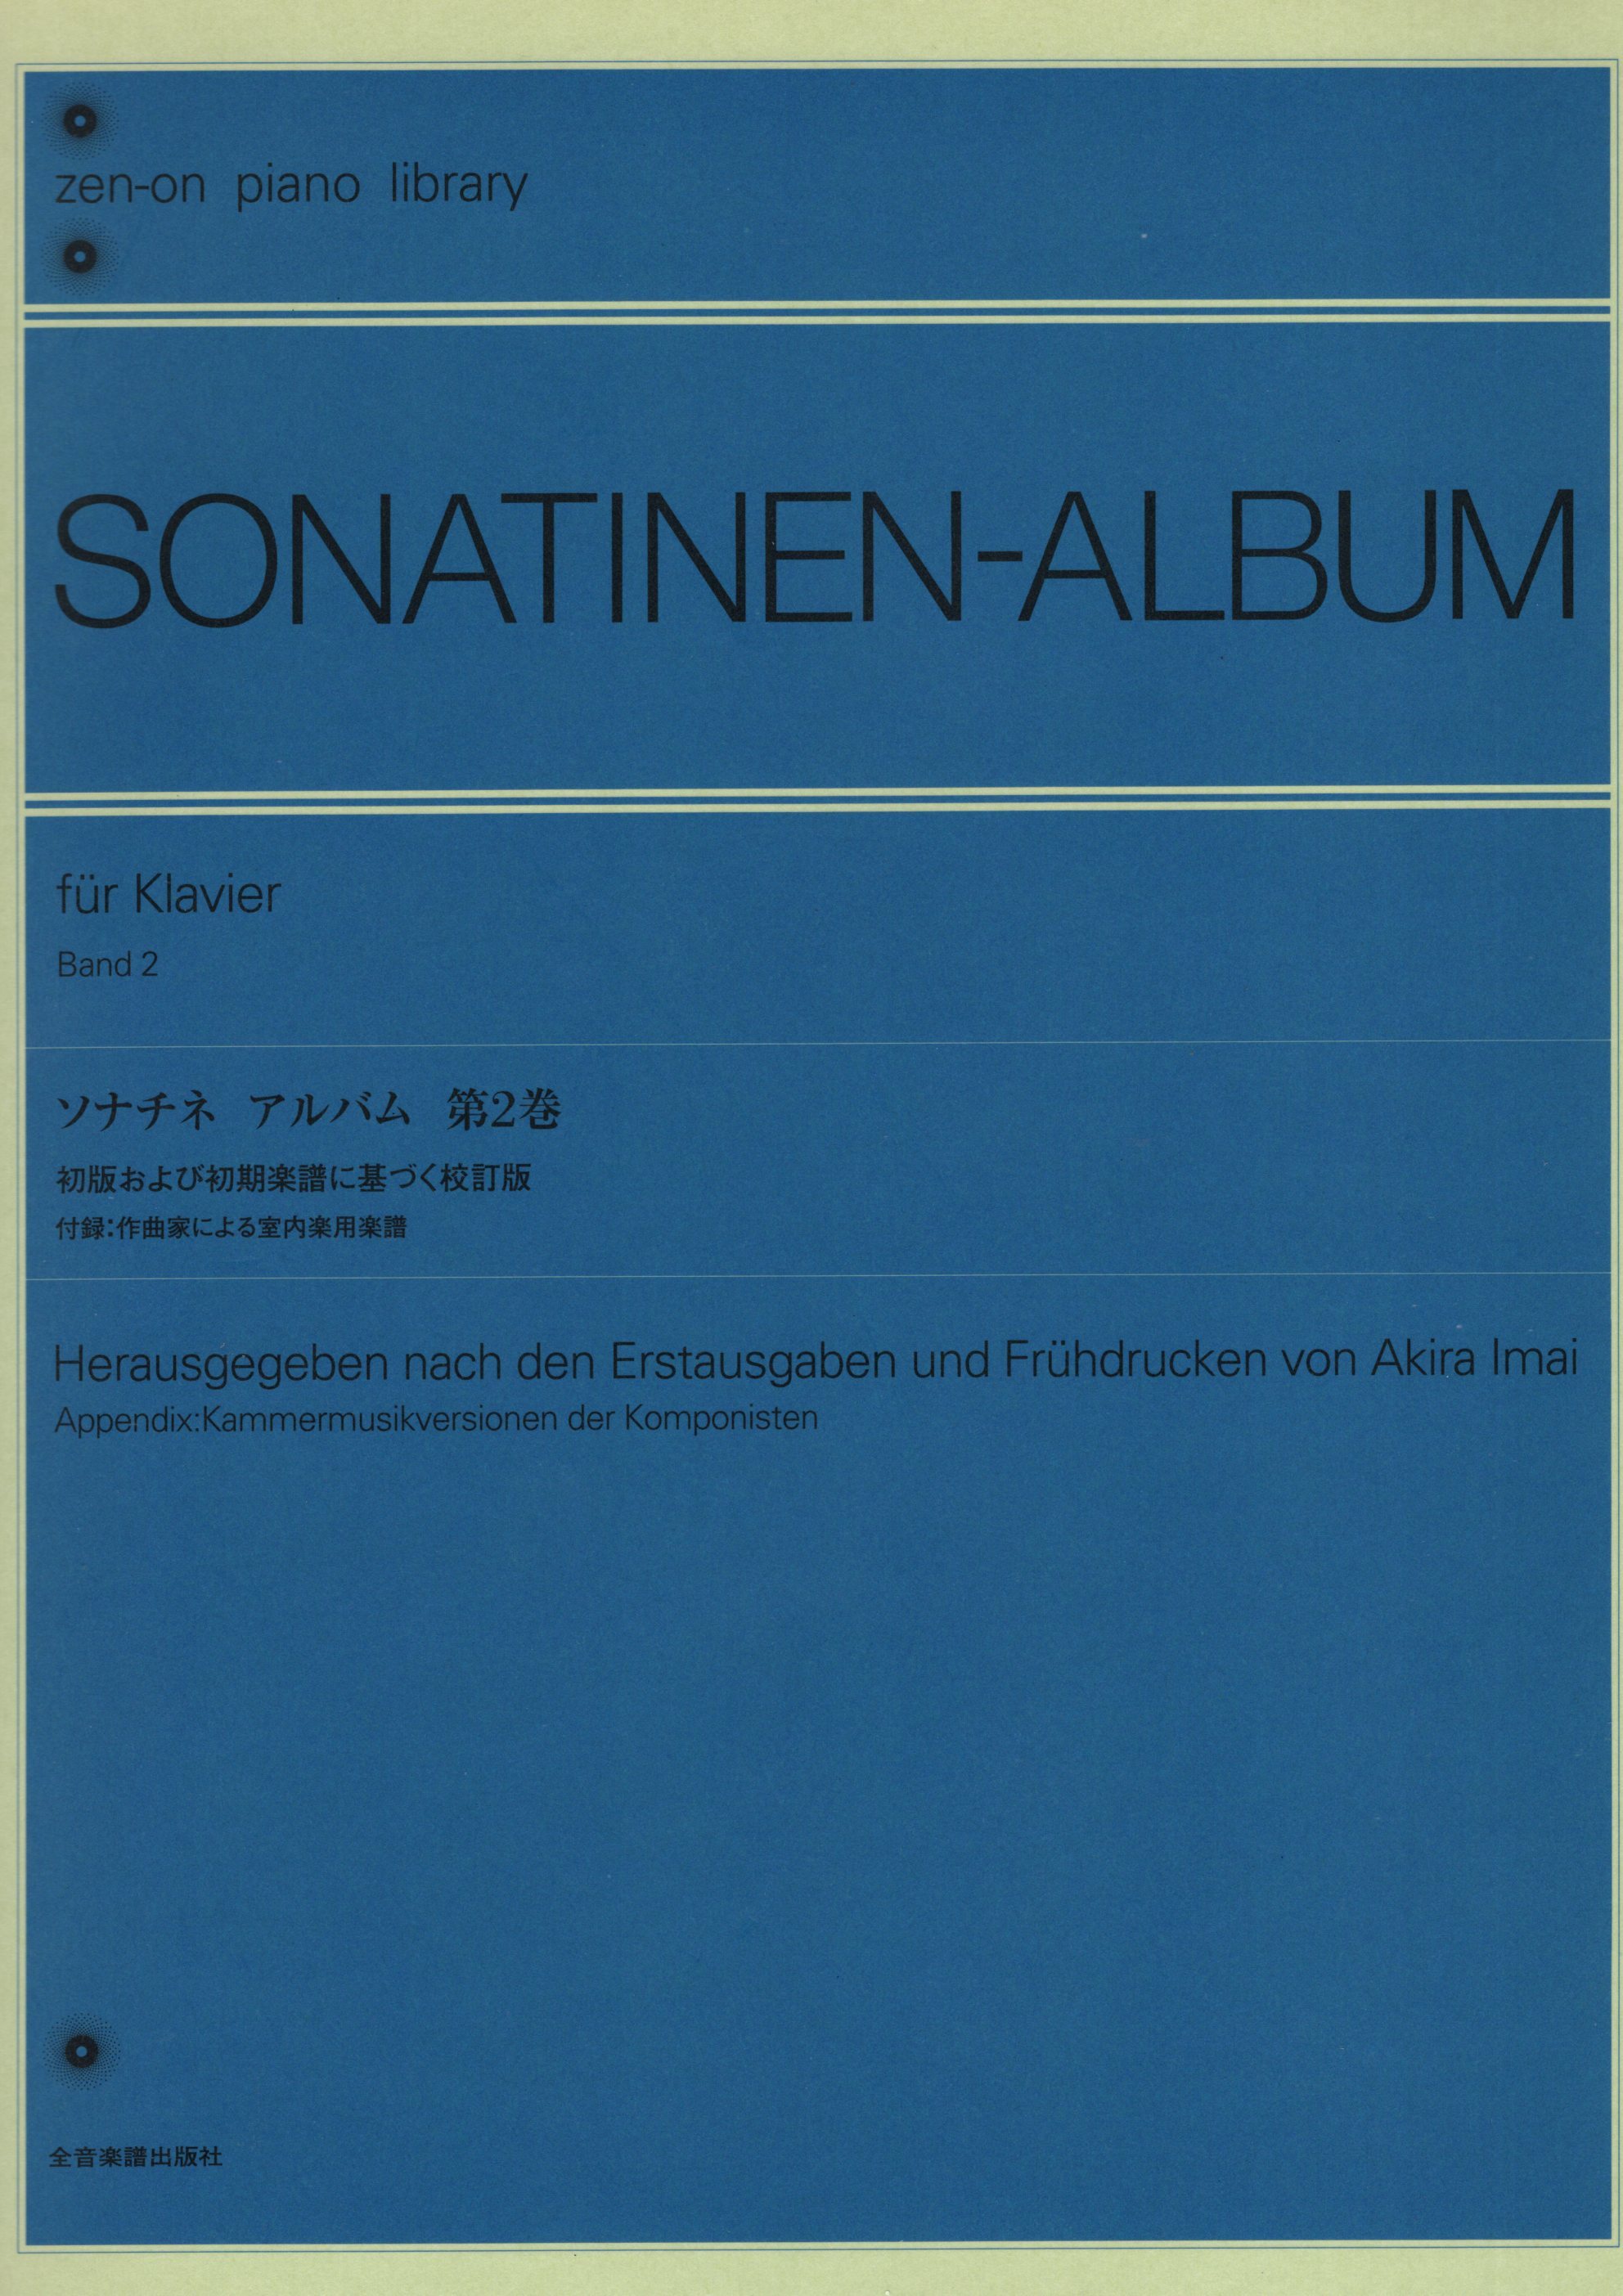 zen-on piano library
SONATINEN-ALBUM
für Klavier
Band 2
ソナチネ アルバム 第2巻
初版および初期楽譜に基づく校訂版
付録:作曲家による室内楽用楽譜
Herausgegeben nach den Erstausgaben und Frühdrucken von Akira Imai
Appendix:Kammermusikversionen der Komponisten
全音楽譜出版社